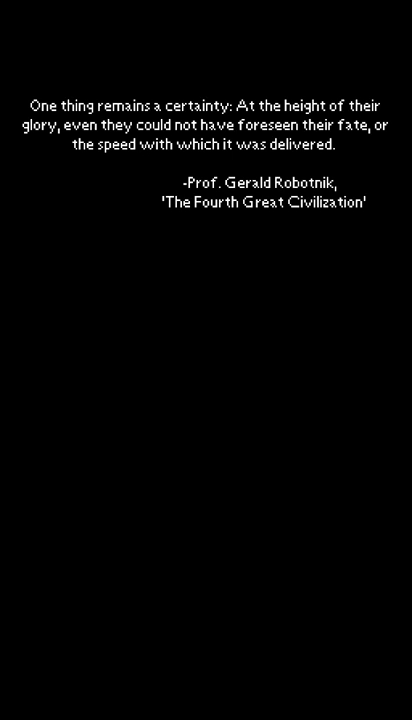 One thing remains a certainty: At the height of their
glory, even they could not have foreseen their fate, or
the speed with which it was delivered.
-Prof. Gerald Robotnik,
'The Fourth Great Civilization'